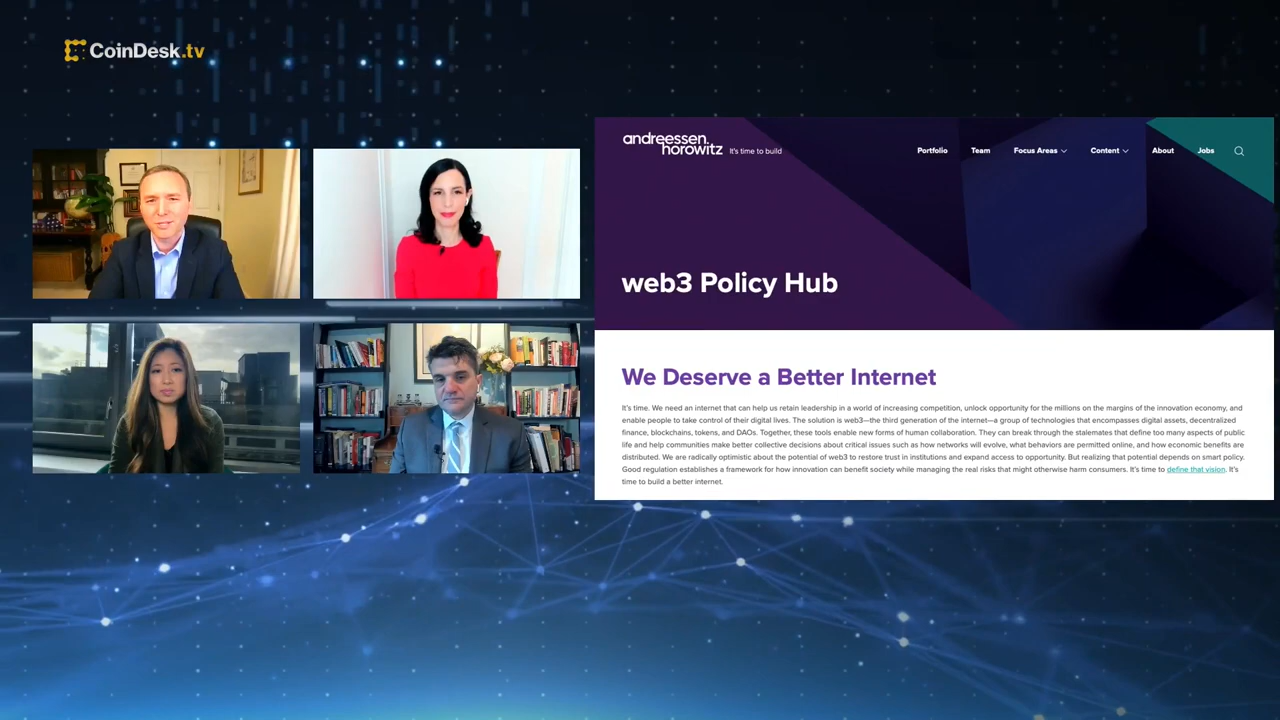 CoinDesk.tv
andreessen.
horowitz
It's time to build
Portfolio
Team
Focus Areas
Content
About
Jobs
web3 Policy Hub
We Deserve a Better Internet
It's time. We need an internet that can help us retain leadership in a world of increasing competition, unlock opportunity for the millions on the margins of the innovation economy, and
enable people to take control of their digital lives. The solution is web3—the third generation of the internet—a group of technologies that encompasses digital assets, decentralized
finance, blockchains, tokens, and DAOs. Together, these tools enable new forms of human collaboration. They can break through the stalemates that define too many aspects of public
life and help communities make better collective decisions about critical issues such as how networks will evolve, what behaviors are permitted online, and how economic benefits are
distributed. We are radically optimistic about the potential of web3 to restore trust in institutions and expand access to opportunity. But realizing that potential depends on smart policy.
Good regulation establishes a framework for how innovation can benefit society while managing the real risks that might otherwise harm consumers. It's time to define that vision. It's
time to build a better internet.